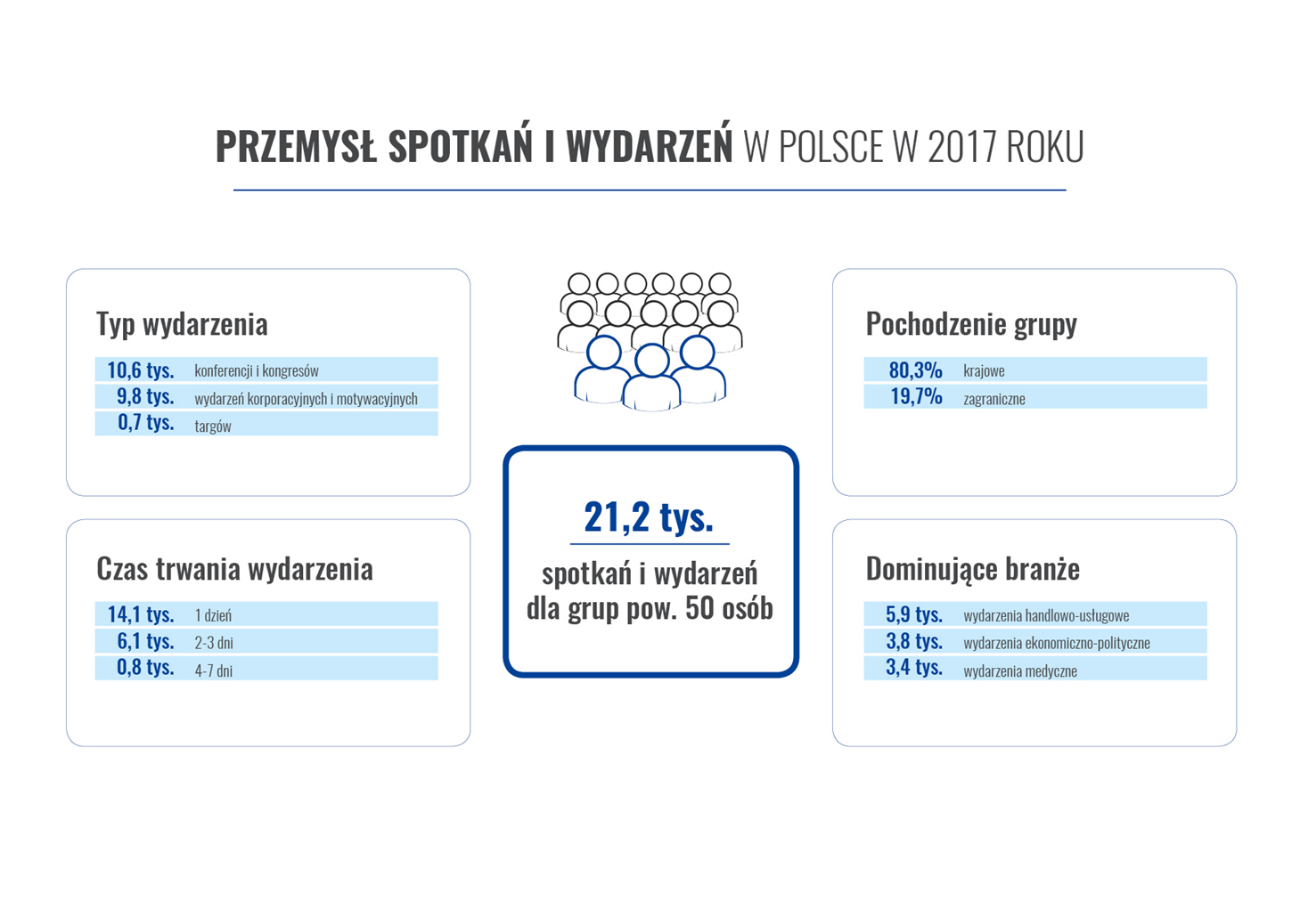 PRZEMYSŁ SPOTKAŃ I WYDARZEŃ W POLSCE W 2017 ROKU
Typ wydarzenia
10,6 tys. konferencji i kongresów
9,8 tys. wydarzeń korporacyjnych i motywacyjnych
0,7 tys. targów
Czas trwania wydarzenia
14,1 tys. 1 dzień
6,1 tys. 2-3 dni
0,8 tys. 4-7 dni
21,2 tys.
spotkań i wydarzeń
dla grup pow. 50 osób
Pochodzenie grupy
80,3% krajowe
19,7% zagraniczne
Dominujące branże
5,9 tys. wydarzenia handlowo-usługowe
3,8 tys. wydarzenia ekonomiczno-polityczne
3,4 tys. wydarzenia medyczne